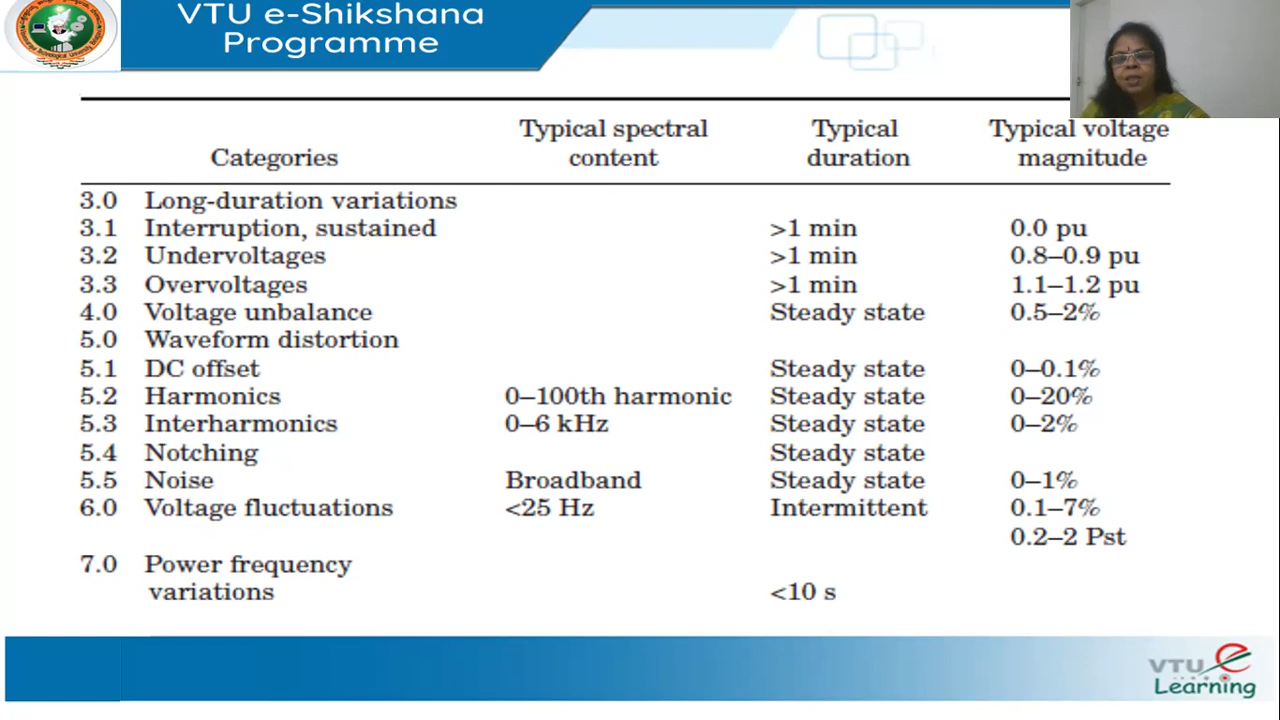 VTU e-Shikshana
Programme
Typical spectral Typical Typical voltage
Categories content duration magnitude
3.0 Long-duration variations
3.1 Interruption, sustained >1 min 0.0 pu
3.2 Undervoltages >1 min 0.8–0.9 pu
3.3 Overvoltages >1 min 1.1–1.2 pu
4.0 Voltage unbalance Steady state 0.5–2%
5.0 Waveform distortion
5.1 DC offset Steady state 0–0.1%
5.2 Harmonics 0–100th harmonic Steady state 0–20%
5.3 Interharmonics 0–6 kHz Steady state 0–2%
5.4 Notching Steady state
5.5 Noise Broadband Steady state 0–1%
6.0 Voltage fluctuations <25 Hz Intermittent 0.1–7%
0.2–2 Pst
7.0 Power frequency
variations <10 s
VTU e
Learning